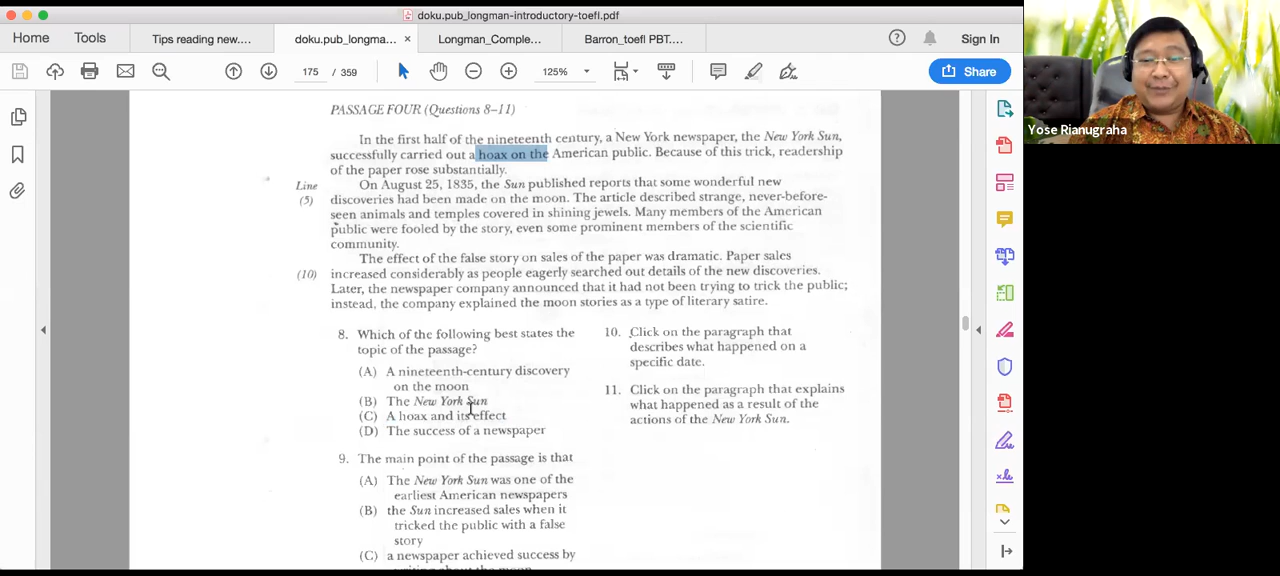 doku.pub_longman-introductory-toefl.pdf
Home Tools Tips reading new.... doku.pub_longma... × Longman_Comple... Barron_toefl PBT.... Sign In
175 / 359 125% Share
Yose Rianugraha
PASSAGE FOUR (Questions 8–11)
In the first half of the nineteenth century, a New York newspaper, the New York Sun,
successfully carried out a hoax on the American public. Because of this trick, readership
of the paper rose substantially.
Line On August 25, 1835, the Sun published reports that some wonderful new
(5) discoveries had been made on the moon. The article described strange, never-before-
seen animals and temples covered in shining jewels. Many members of the American
public were fooled by the story, even some prominent members of the scientific
community.
The effect of the false story on sales of the paper was dramatic. Paper sales
(10) increased considerably as people eagerly searched out details of the new discoveries.
Later, the newspaper company announced that it had not been trying to trick the public;
instead, the company explained the moon stories as a type of literary satire.
8. Which of the following best states the
topic of the passage?
(A) A nineteenth-century discovery
on the moon
(B) The New York Sun
(C) A hoax and its effect
(D) The success of a newspaper
9. The main point of the passage is that
(A) The New York Sun was one of the
earliest American newspapers
(B) the Sun increased sales when it
tricked the public with a false
story
(C) a newspaper achieved success by
writing about the moon
10. Click on the paragraph that
describes what happened on a
specific date.
11. Click on the paragraph that explains
what happened as a result of the
actions of the New York Sun.